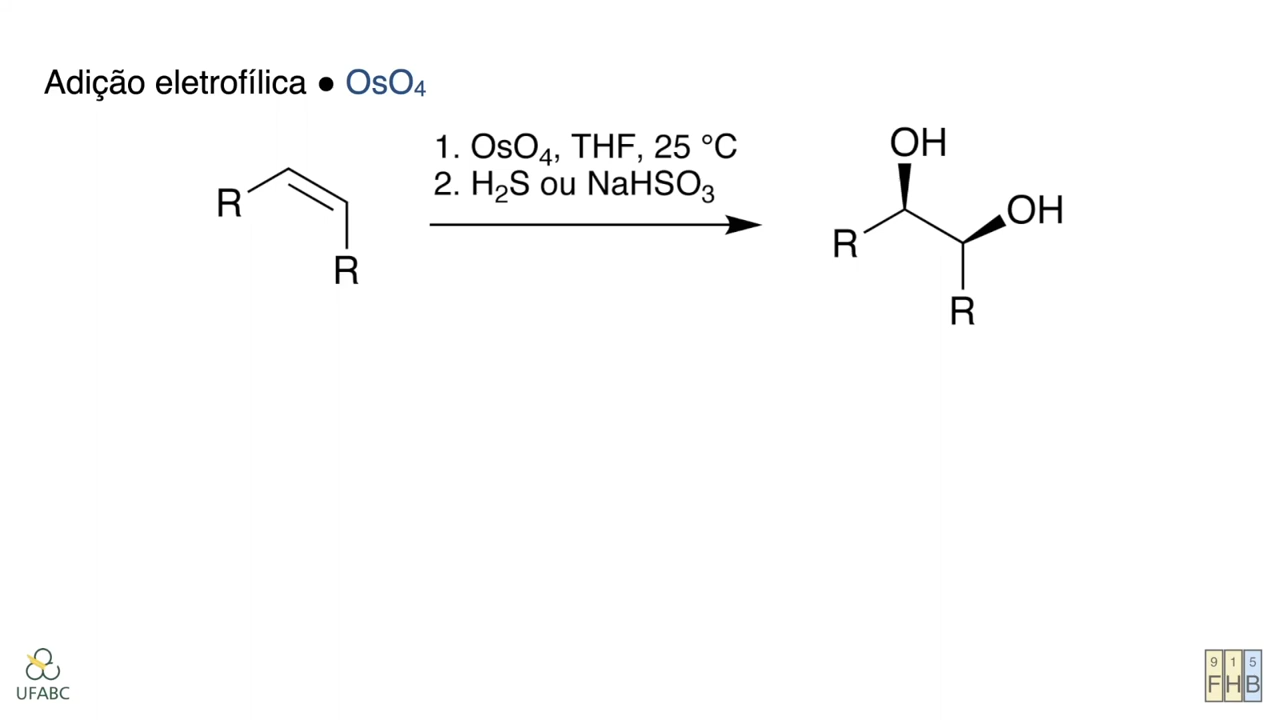 Adição eletrofílica ● OsO₄
1. OsO₄, THF, 25 °C
2. H₂S ou NaHSO₃
R
R
OH
OH
R
R
UFABC
9 1 5
F H B